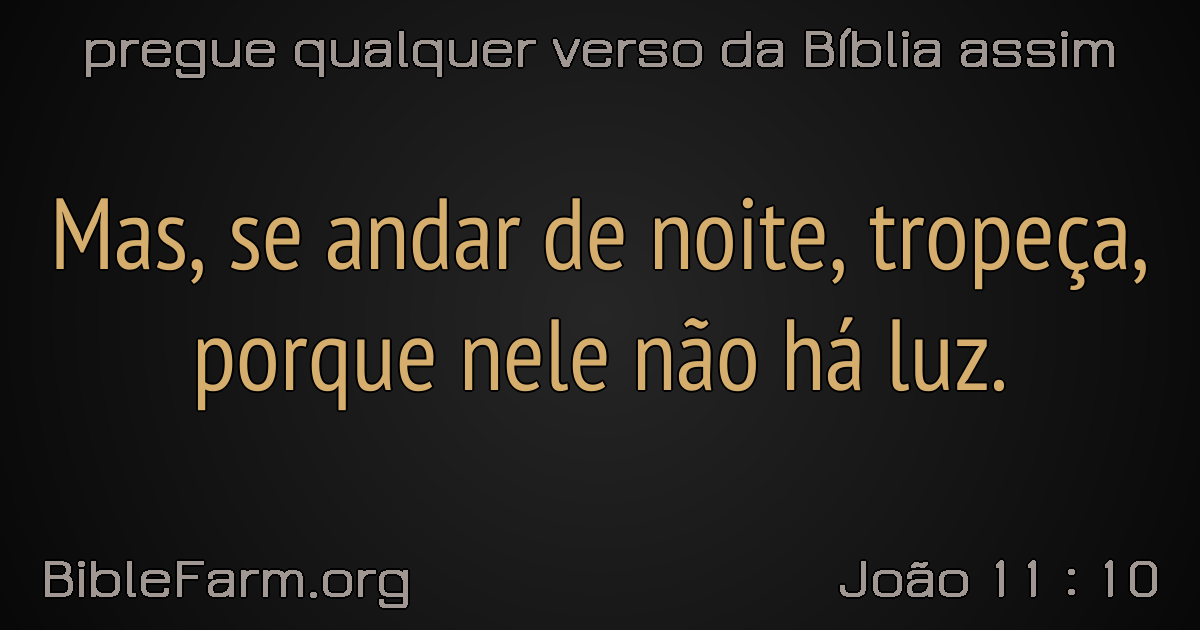 pregue qualquer verso da Bíblia assim
Mas, se andar de noite, tropeça,
porque nele não há luz.
BibleFarm.org
João 11 : 10